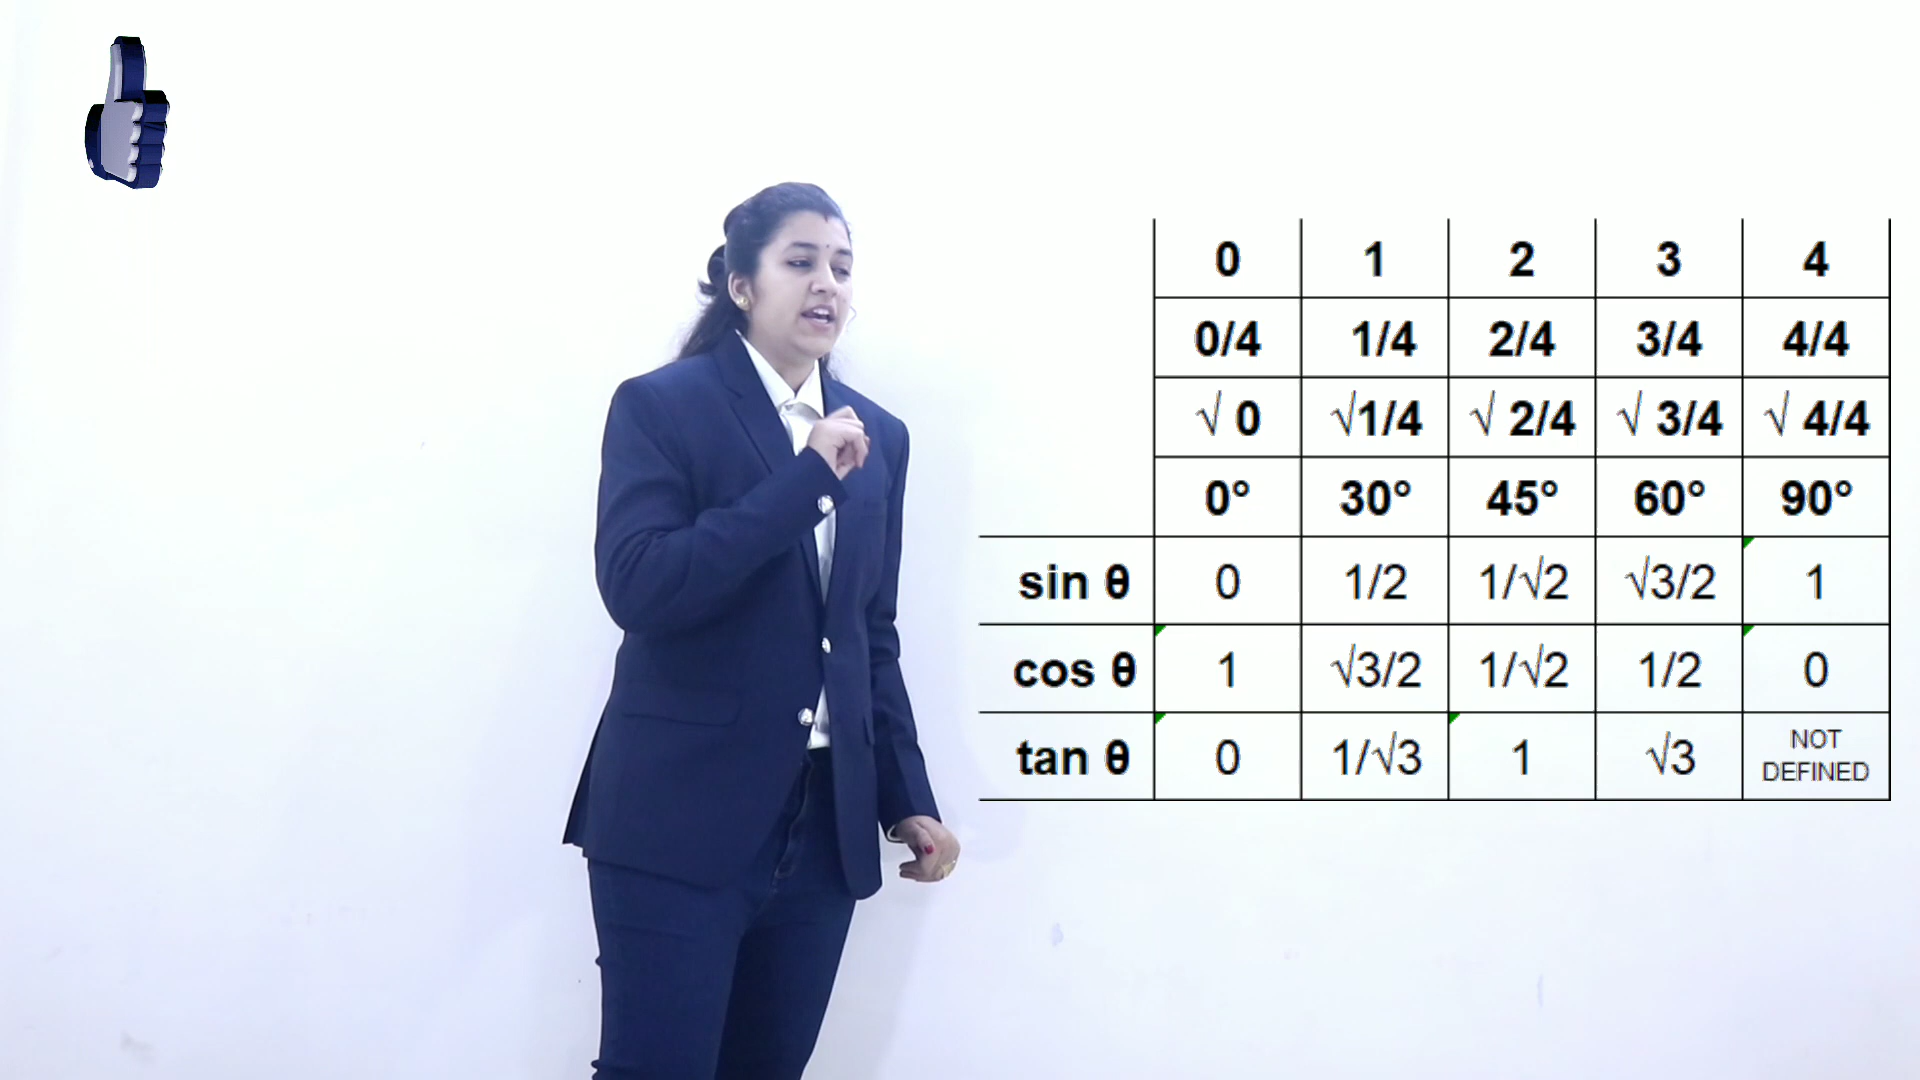 0 1 2 3 4
0/4 1/4 2/4 3/4 4/4
√ 0 √1/4 √ 2/4 √ 3/4 √ 4/4
0° 30° 45° 60° 90°
sin θ 0 1/2 1/√2 √3/2 1
cos θ 1 √3/2 1/√2 1/2 0
tan θ 0 1/√3 1 √3 NOT DEFINED